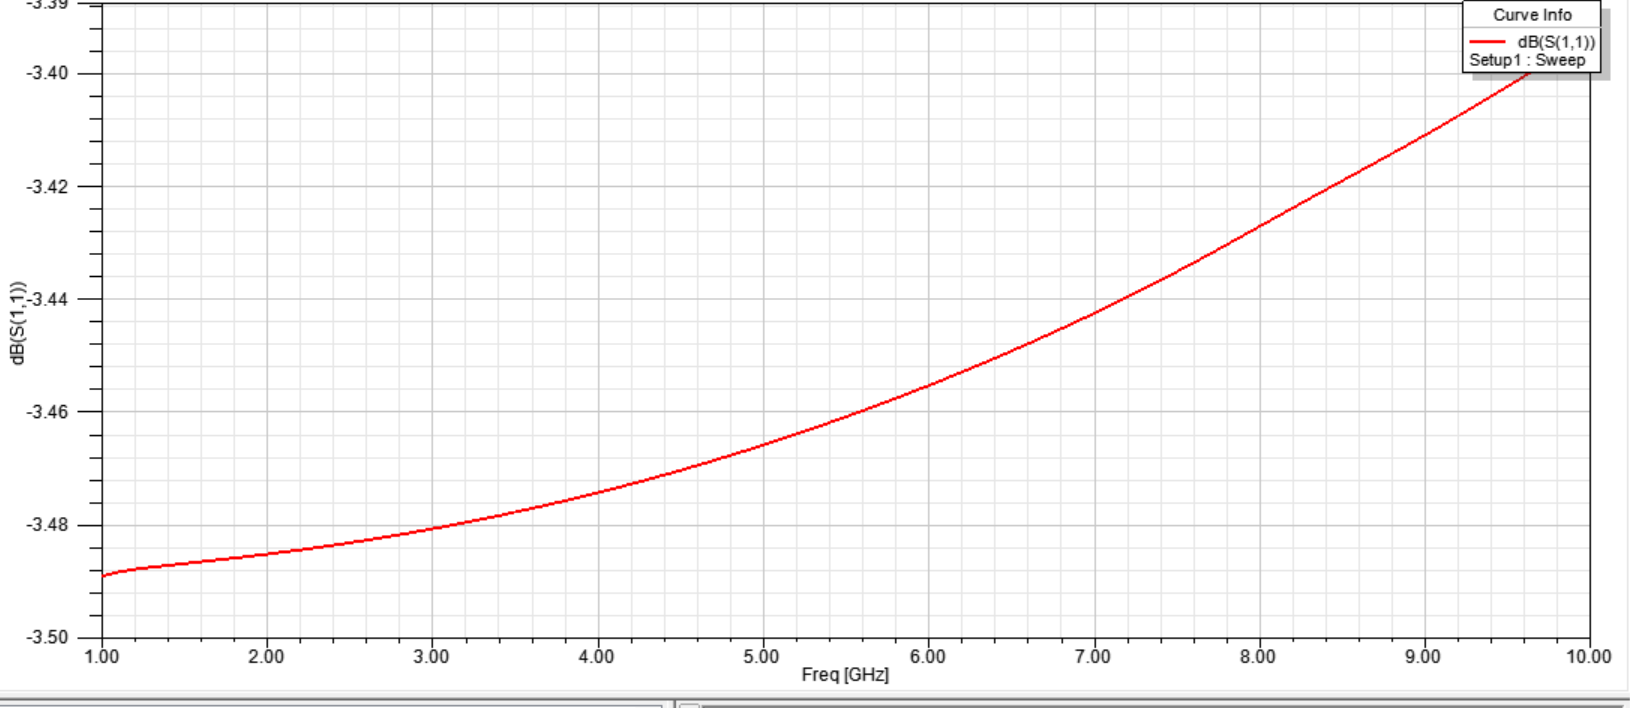 -3.39
Curve Info
dB(S(1,1))
Setup1 : Sweep
-3.40
-3.42
-3.44
-3.46
-3.48
-3.50
dB(S(1,1))
1.00 2.00 3.00 4.00 5.00 6.00 7.00 8.00 9.00 10.00
Freq [GHz]